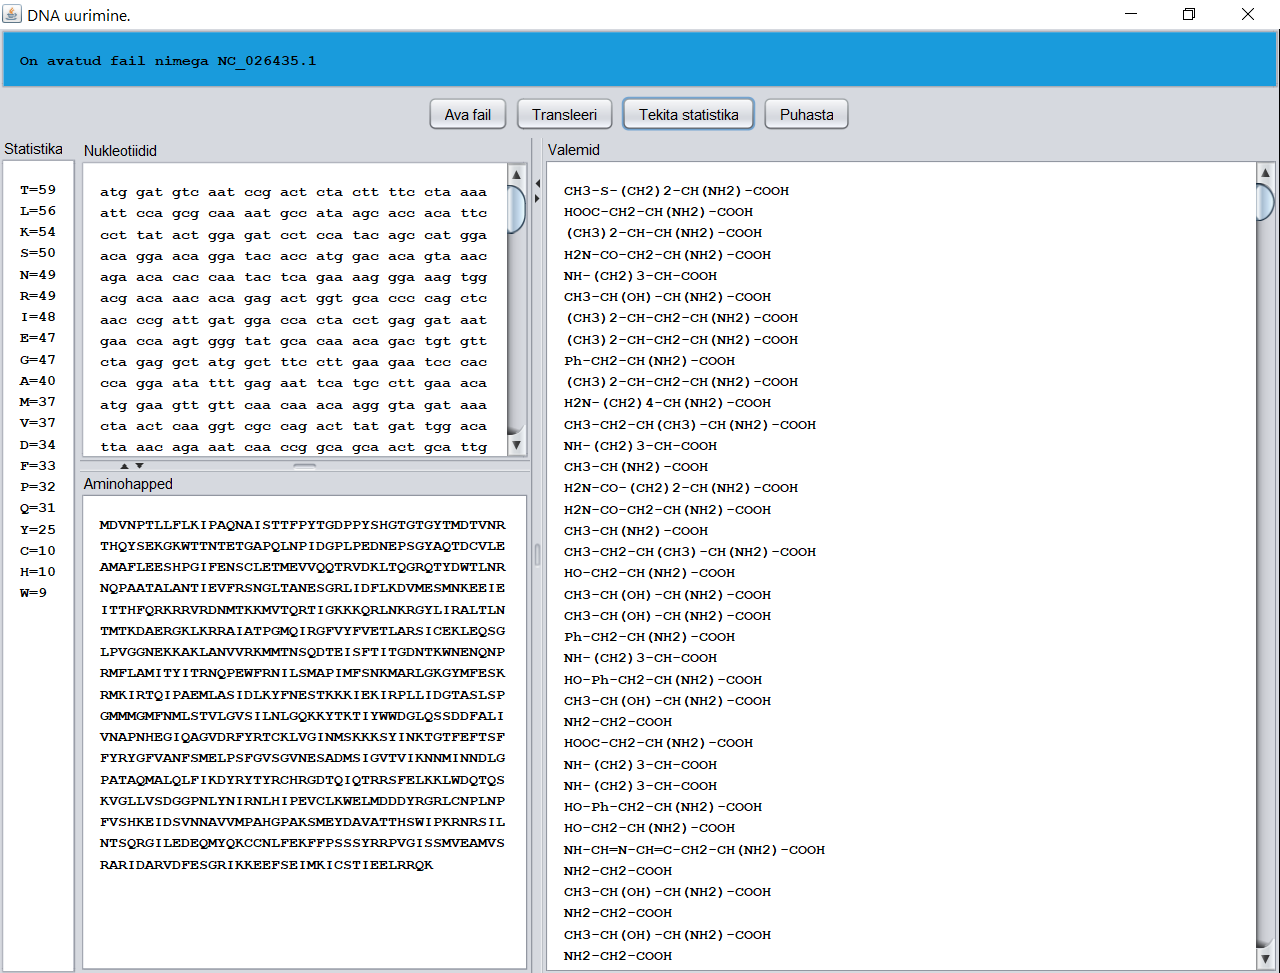 DNA uurimine.
On avatud fail nimega NC_026435.1
Ava fail
Transleeri
Tekita statistika
Puhasta
Statistika
T=59
L=56
K=54
S=50
N=49
R=49
I=48
E=47
G=47
A=40
M=37
V=37
D=34
F=33
P=32
Q=31
Y=25
C=10
H=10
W=9
Nukleotiidid
atg gat gtc aat ccg act cta ctt ttc cta aaa
att cca gcg caa aat gcc ata agc acc aca ttc
cct tat act gga gat cct cca tac agc cat gga
aca gga aca gga tac acc atg gac aca gta aac
aga aca cac caa tac tca gaa aag gga aag tgg
acg aca aac aca gag act ggt gca ccc cag ctc
aac ccg att gat gga cca cta cct gag gat aat
gaa cca agt ggg tat gca caa aca gac tgt gtt
cta gag gct atg gct ttc ctt gaa gaa tcc cac
cca gga ata ttt gag aat tca tgc ctt gaa aca
atg gaa gtt gtt caa caa aca agg gta gat aaa
cta act caa ggt cgc cag act tat gat tgg aca
tta aac aga aat caa ccg gca gca act gca ttg
Aminohapped
MDVNPTLLFLKIPAQNAISTTFPYTGDPPYSHGTGTGYTMDTVNR
THQYSEKGKWTTNTETGAPQLNPIDGPLPEDNEPSGYAQTDCVLE
AMAFLEESHPGIFENSCLETMEVVQQTRVDKLTQGRQTYDWTLNR
NQPAATALANTIEVFRSNGLTANESGRLIDFLKDVMESMNKEEIE
ITTHFQRKRRVRDNMTKKMVTQRTIGKKKQRLNKRGYLIRALTLN
TMTKDAERGKLKRRAIATPGMQIRGFVYFVETLARSICEKLEQSG
LPVGGNEKKAKLANVVRKMMTNSQDTEISFTITGDNTKWNENQNP
RMFLAMITYITRNQPEWFRNILSMAPIMFSNKMARLGKGYMFESK
RMKIRTQIPAEMLASIDLKYFNESTKKKIEKIRPLLIDGTASLSP
GMMMGMFNMLSTVLGVSILNLGQKKYTKTIYWWDGLQSSDDFALI
VNAPNHEGIQAGVDRFYRTCKLVGINMSKKKSYINKTGTFEFTSF
FYRYGFVANFSMELPSFGVSGVNESADMSIGVTVIKNNMINNDLG
PATAQMALQLFIKDYRYTYRCHRGDTQIQTRRSFELKKLWDQTQS
KVGLLVSDGGPNLYNIRNLHIPEVCLKWELMDDDYRGRLCNPLNP
FVSHKEIDSVNNAVVMPAHGPAKSMEYDAVATTHSWIPKRNRSIL
NTSQRGILEDEQMYQKCCNLFEKFFPSSSYRRPVGISSMVEAMVS
RARIDARVDFESGRIKKEEFSEIMKICSTIEELRRQK
Valemid
CH3-S-(CH2)2-CH(NH2)-COOH
HOOC-CH2-CH(NH2)-COOH
(CH3)2-CH-CH(NH2)-COOH
H2N-CO-CH2-CH(NH2)-COOH
NH-(CH2)3-CH-COOH
CH3-CH(OH)-CH(NH2)-COOH
(CH3)2-CH-CH2-CH(NH2)-COOH
(CH3)2-CH-CH2-CH(NH2)-COOH
Ph-CH2-CH(NH2)-COOH
(CH3)2-CH-CH2-CH(NH2)-COOH
H2N-(CH2)4-CH(NH2)-COOH
CH3-CH2-CH(CH3)-CH(NH2)-COOH
NH-(CH2)3-CH-COOH
CH3-CH(NH2)-COOH
H2N-CO-(CH2)2-CH(NH2)-COOH
H2N-CO-CH2-CH(NH2)-COOH
CH3-CH(NH2)-COOH
CH3-CH2-CH(CH3)-CH(NH2)-COOH
HO-CH2-CH(NH2)-COOH
CH3-CH(OH)-CH(NH2)-COOH
CH3-CH(OH)-CH(NH2)-COOH
Ph-CH2-CH(NH2)-COOH
NH-(CH2)3-CH-COOH
HO-Ph-CH2-CH(NH2)-COOH
CH3-CH(OH)-CH(NH2)-COOH
NH2-CH2-COOH
HOOC-CH2-CH(NH2)-COOH
NH-(CH2)3-CH-COOH
NH-(CH2)3-CH-COOH
HO-Ph-CH2-CH(NH2)-COOH
HO-CH2-CH(NH2)-COOH
NH-CH=N-CH=C-CH2-CH(NH2)-COOH
NH2-CH2-COOH
CH3-CH(OH)-CH(NH2)-COOH
NH2-CH2-COOH
CH3-CH(OH)-CH(NH2)-COOH
NH2-CH2-COOH